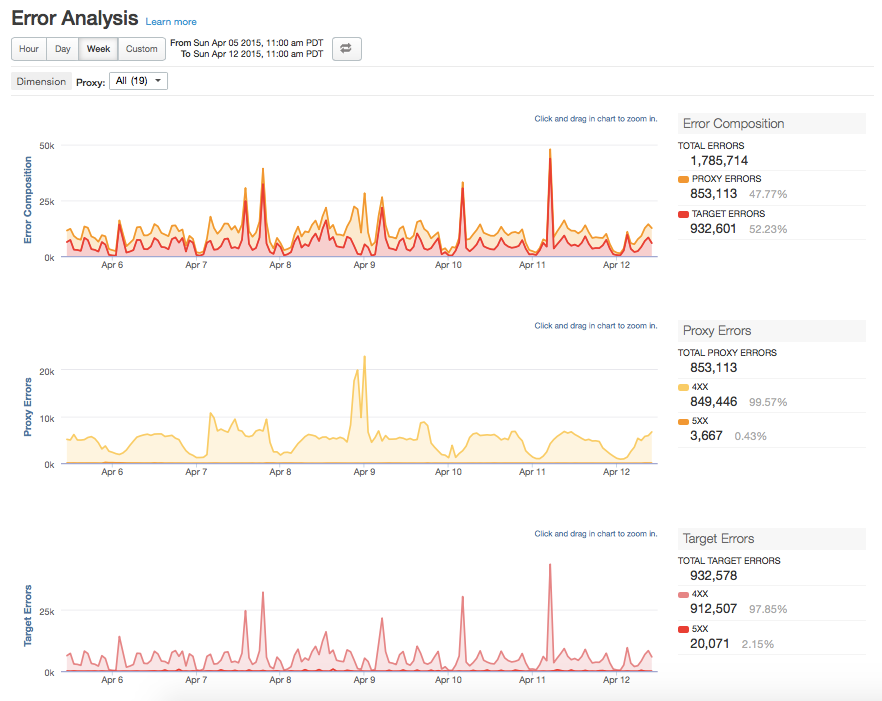 Error Analysis Learn more
Hour Day Week Custom
From Sun Apr 05 2015, 11:00 am PDT
To Sun Apr 12 2015, 11:00 am PDT
Dimension Proxy: All (19)
Click and drag in chart to zoom in.
Error Composition
50k
25k
0k
Apr 6 Apr 7 Apr 8 Apr 9 Apr 10 Apr 11 Apr 12
Error Composition
TOTAL ERRORS
1,785,714
PROXY ERRORS
853,113 47.77%
TARGET ERRORS
932,601 52.23%
Click and drag in chart to zoom in.
Proxy Errors
20k
10k
0k
Apr 6 Apr 7 Apr 8 Apr 9 Apr 10 Apr 11 Apr 12
Proxy Errors
TOTAL PROXY ERRORS
853,113
4XX
849,446 99.57%
5XX
3,667 0.43%
Click and drag in chart to zoom in.
Target Errors
25k
0k
Apr 6 Apr 7 Apr 8 Apr 9 Apr 10 Apr 11 Apr 12
Target Errors
TOTAL TARGET ERRORS
932,578
4XX
912,507 97.85%
5XX
20,071 2.15%